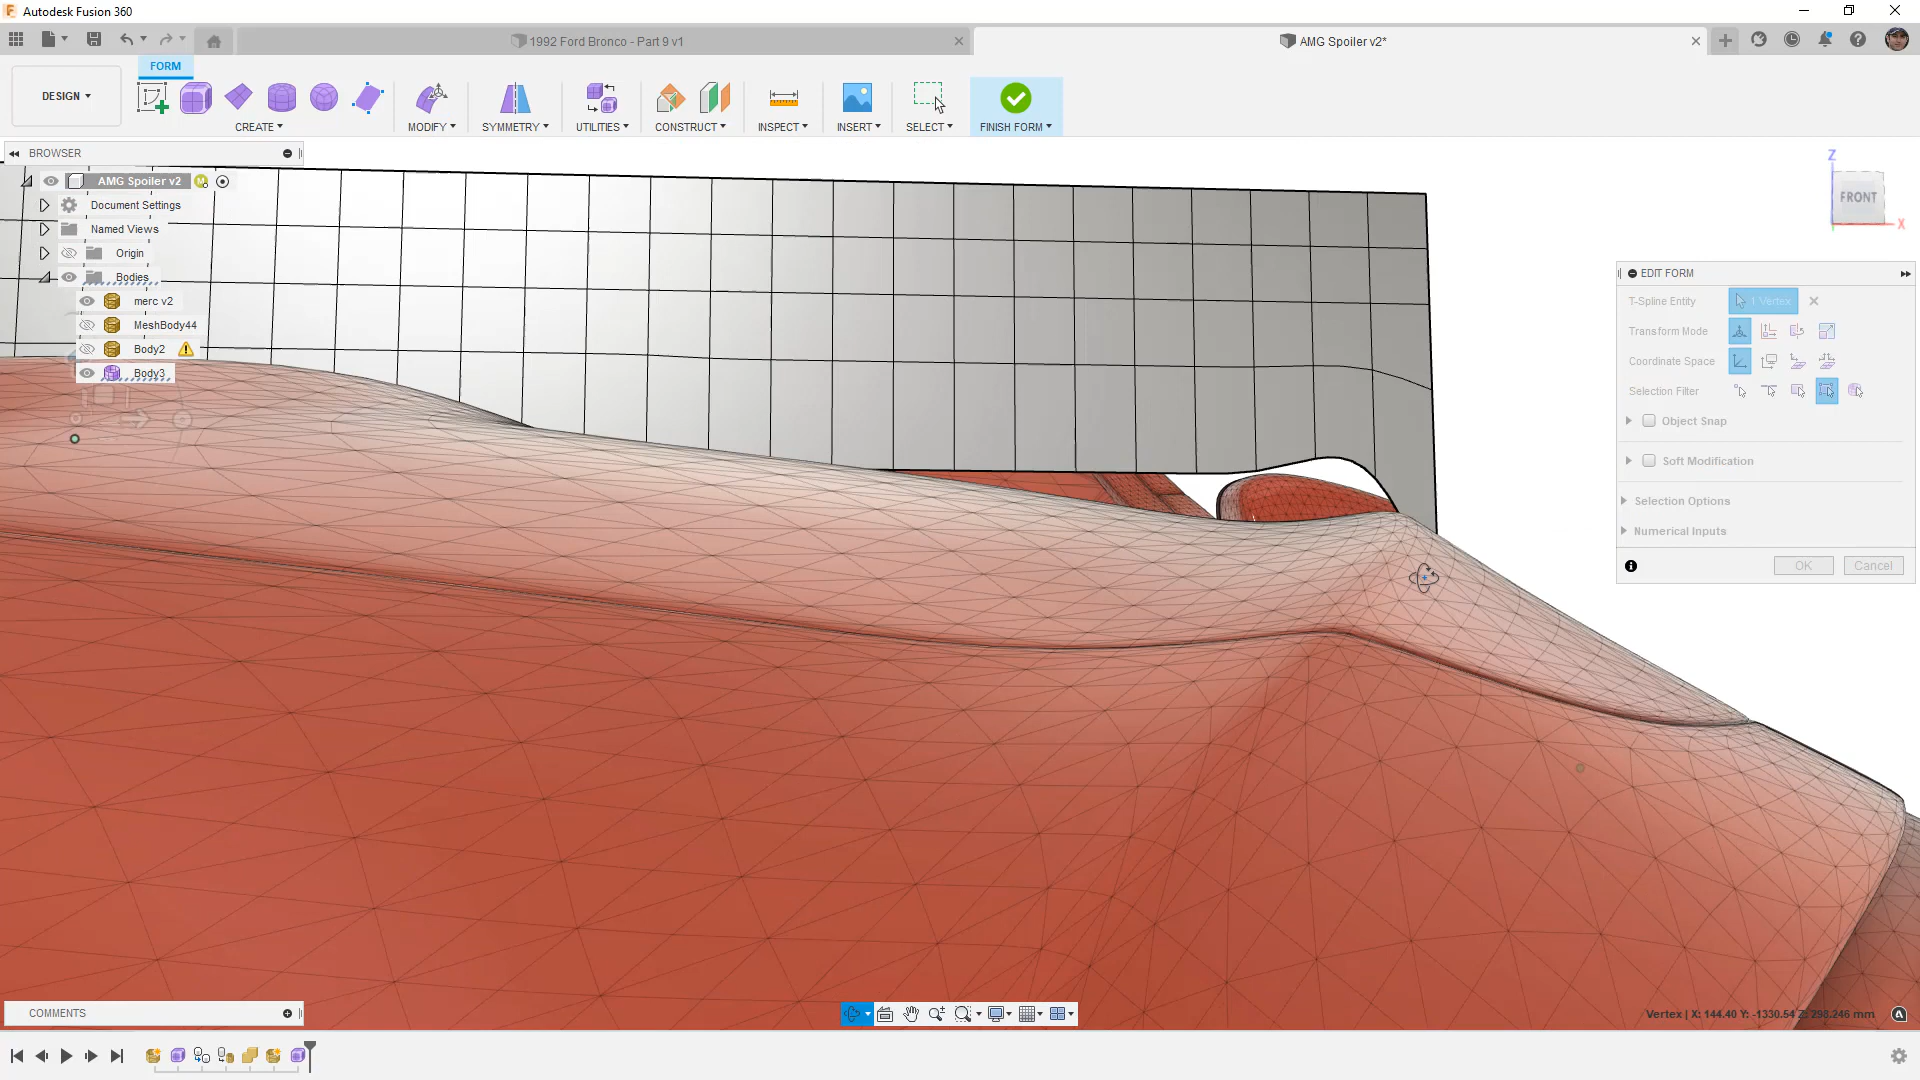 Autodesk Fusion 360
1992 Ford Bronco - Part 9 v1
AMG Spoiler v2*
FORM
DESIGN
CREATE
MODIFY
SYMMETRY
UTILITIES
CONSTRUCT
INSPECT
INSERT
SELECT
FINISH FORM
BROWSER
AMG Spoiler v2
Document Settings
Named Views
Origin
Bodies
merc v2
MeshBody44
Body2
Body3
Z
FRONT
X
EDIT FORM
T-Spline Entity
1 Vertex
Transform Mode
Coordinate Space
Selection Filter
Object Snap
Soft Modification
Selection Options
Numerical Inputs
OK
Cancel
COMMENTS
Vertex | X: 144.40 Y: -1330.54 Z: 298.246 mm